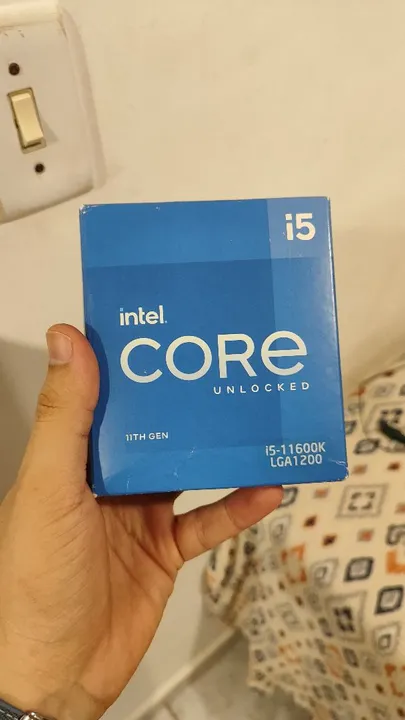 i5
intel.
CORE
UNLOCKED
11TH GEN
i5-11600K
LGA1200